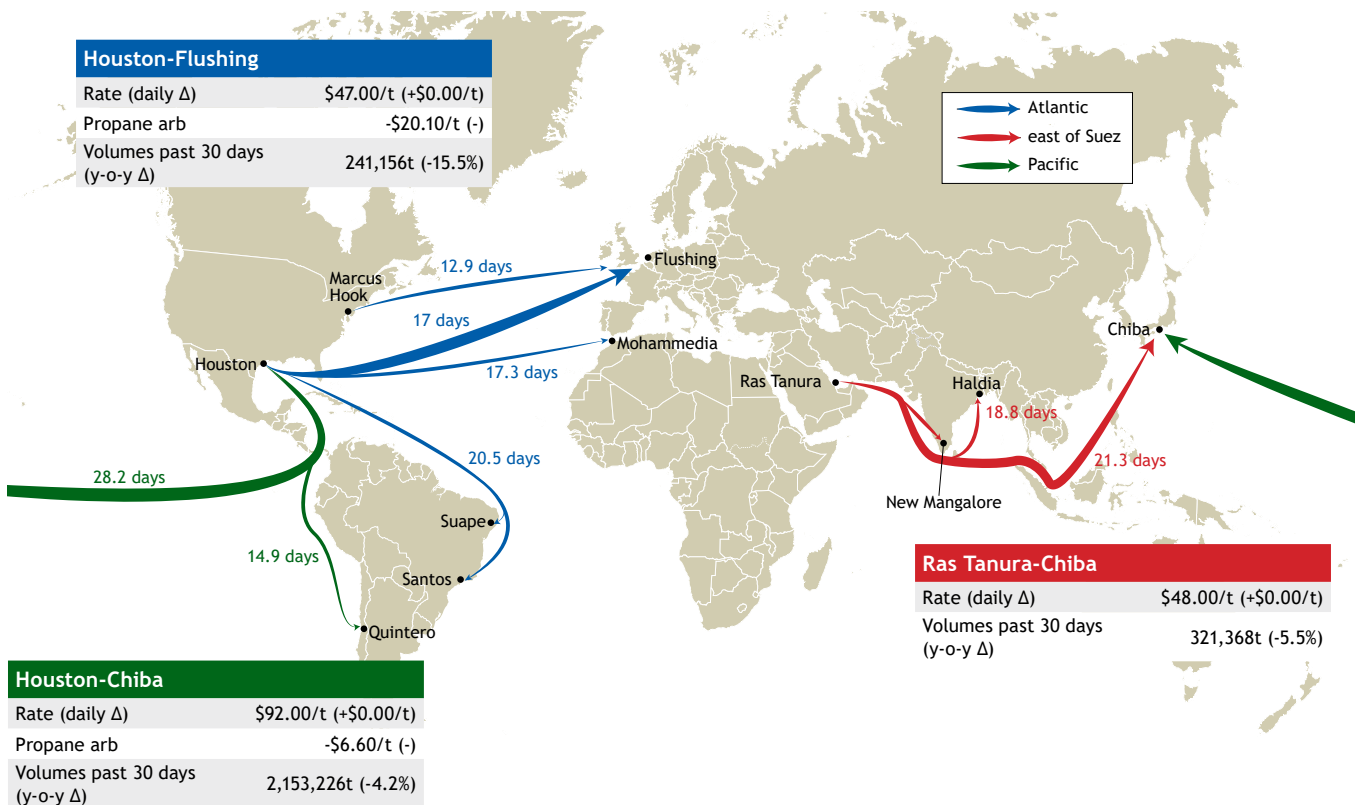 Houston-Flushing
Rate (daily Δ) $47.00/t (+$0.00/t)
Propane arb -$20.10/t (-)
Volumes past 30 days
(y-o-y Δ) 241,156t (-15.5%)
Atlantic
east of Suez
Pacific
12.9 days
Flushing
Marcus
Hook
17 days
Chiba
Mohammedia
Houston
17.3 days
Ras Tanura
Haldia
18.8 days
20.5 days
21.3 days
28.2 days
New Mangalore
Suape
14.9 days
Santos
Quintero
Ras Tanura-Chiba
Rate (daily Δ) $48.00/t (+$0.00/t)
Volumes past 30 days
(y-o-y Δ) 321,368t (-5.5%)
Houston-Chiba
Rate (daily Δ) $92.00/t (+$0.00/t)
Propane arb -$6.60/t (-)
Volumes past 30 days
(y-o-y Δ) 2,153,226t (-4.2%)